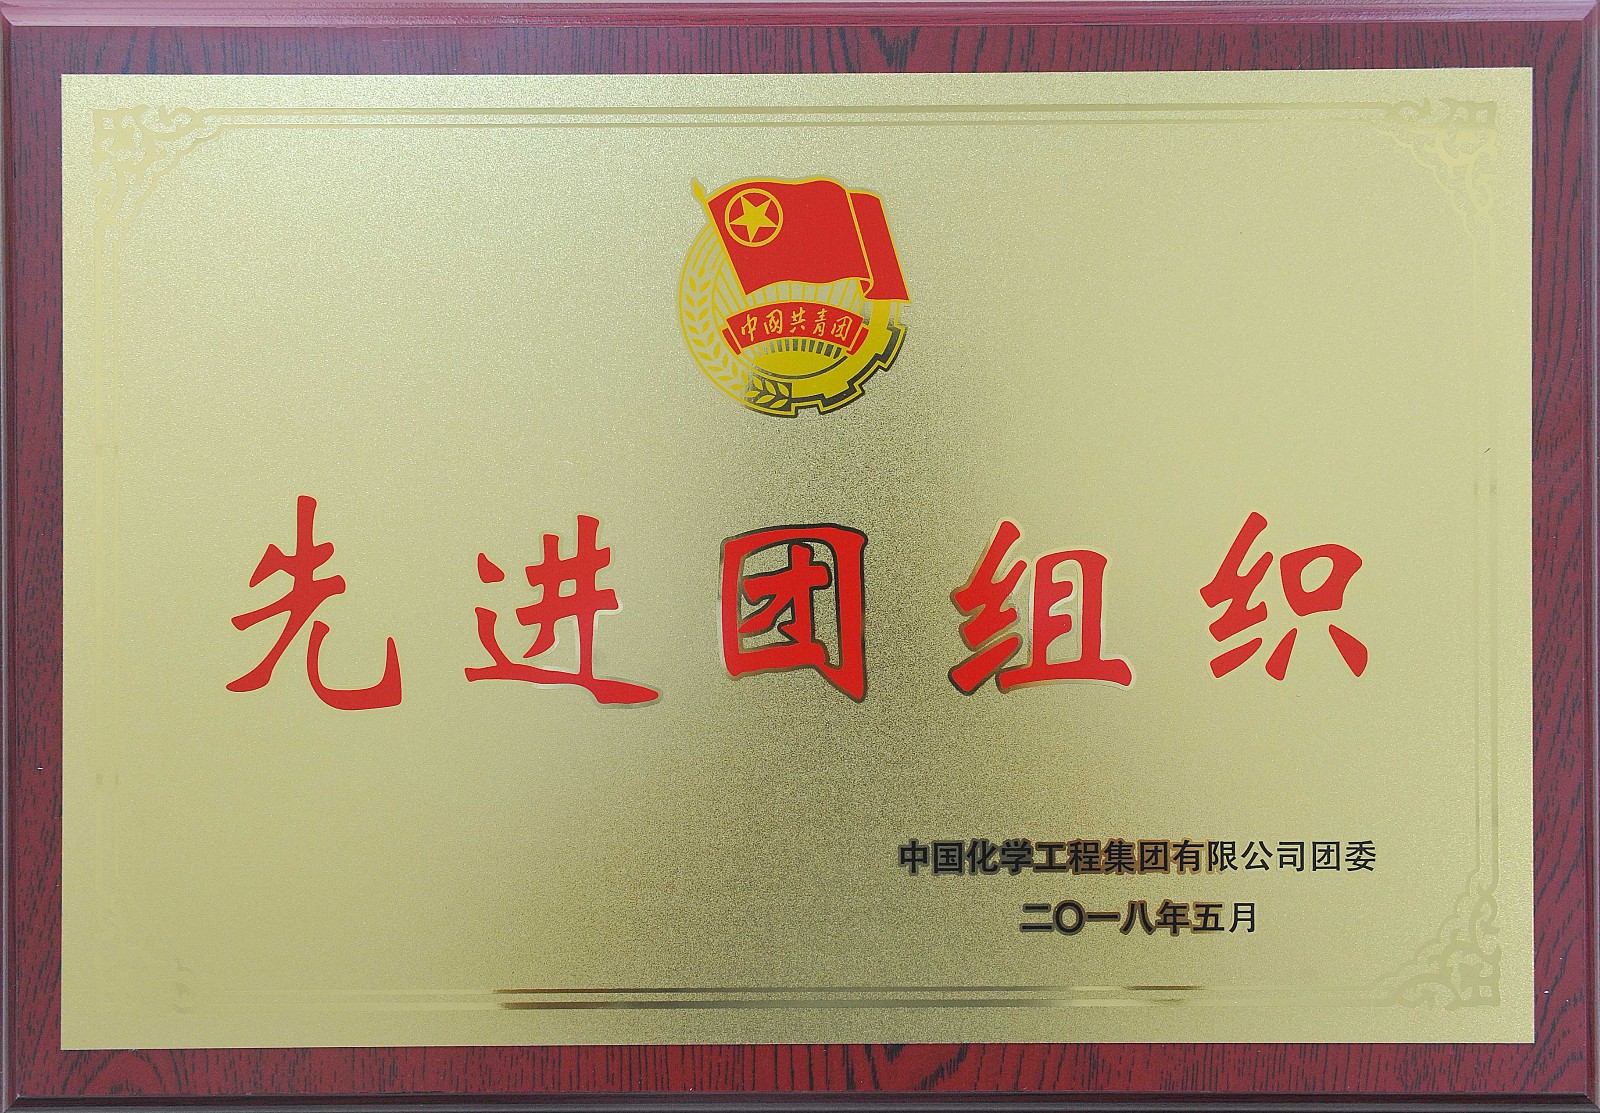 中國共青团
先进团组织
中国化学工程集团有限公司团委
二〇一八年五月